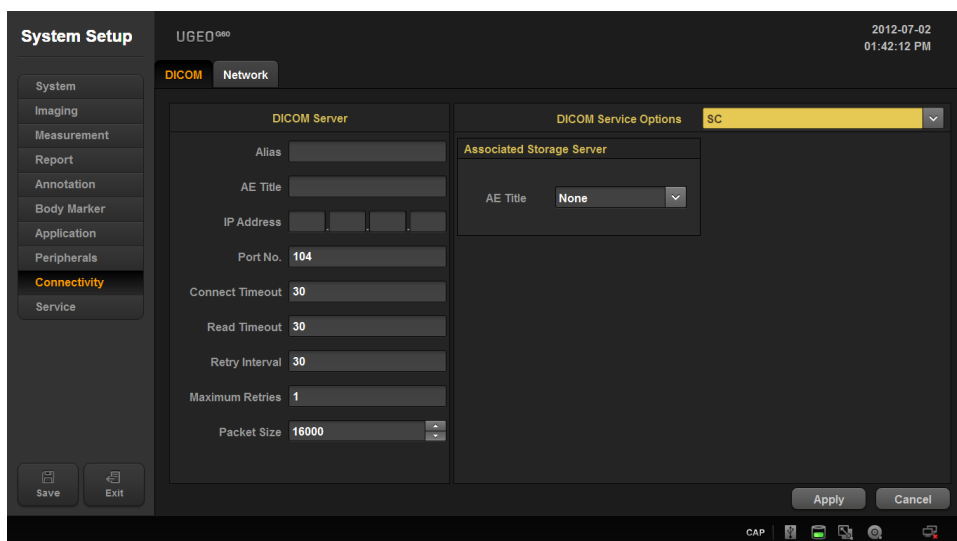 System Setup
UGEO G60
2012-07-02
01:42:12 PM
DICOM
Network
System
Imaging
Measurement
Report
Annotation
Body Marker
Application
Peripherals
Connectivity
Service
DICOM Server
Alias
AE Title
IP Address . . .
Port No. 104
Connect Timeout 30
Read Timeout 30
Retry Interval 30
Maximum Retries 1
Packet Size 16000
DICOM Service Options SC
Associated Storage Server
AE Title None
Save
Exit
Apply
Cancel
CAP